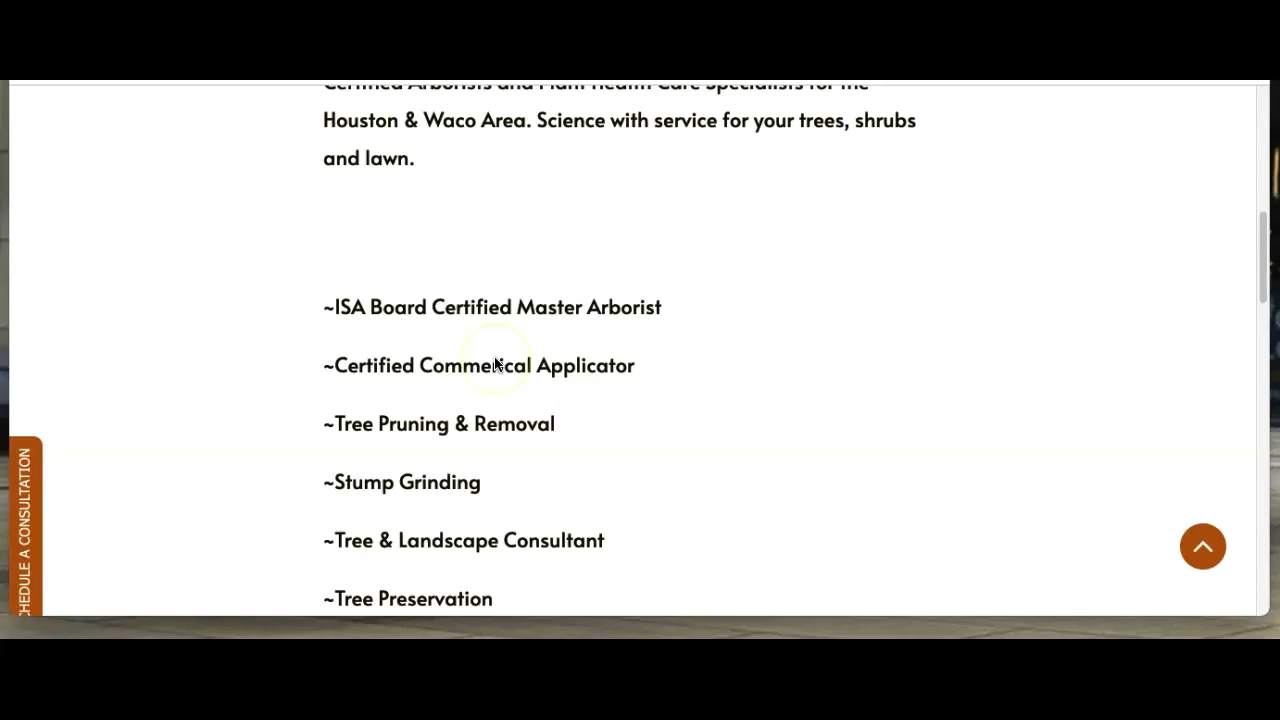 Certified Arborists and Plant Health Care Specialists for the
Houston & Waco Area. Science with service for your trees, shrubs
and lawn.
~ISA Board Certified Master Arborist
~Certified Commerical Applicator
~Tree Pruning & Removal
~Stump Grinding
~Tree & Landscape Consultant
~Tree Preservation
CHEDULE A CONSULTATION